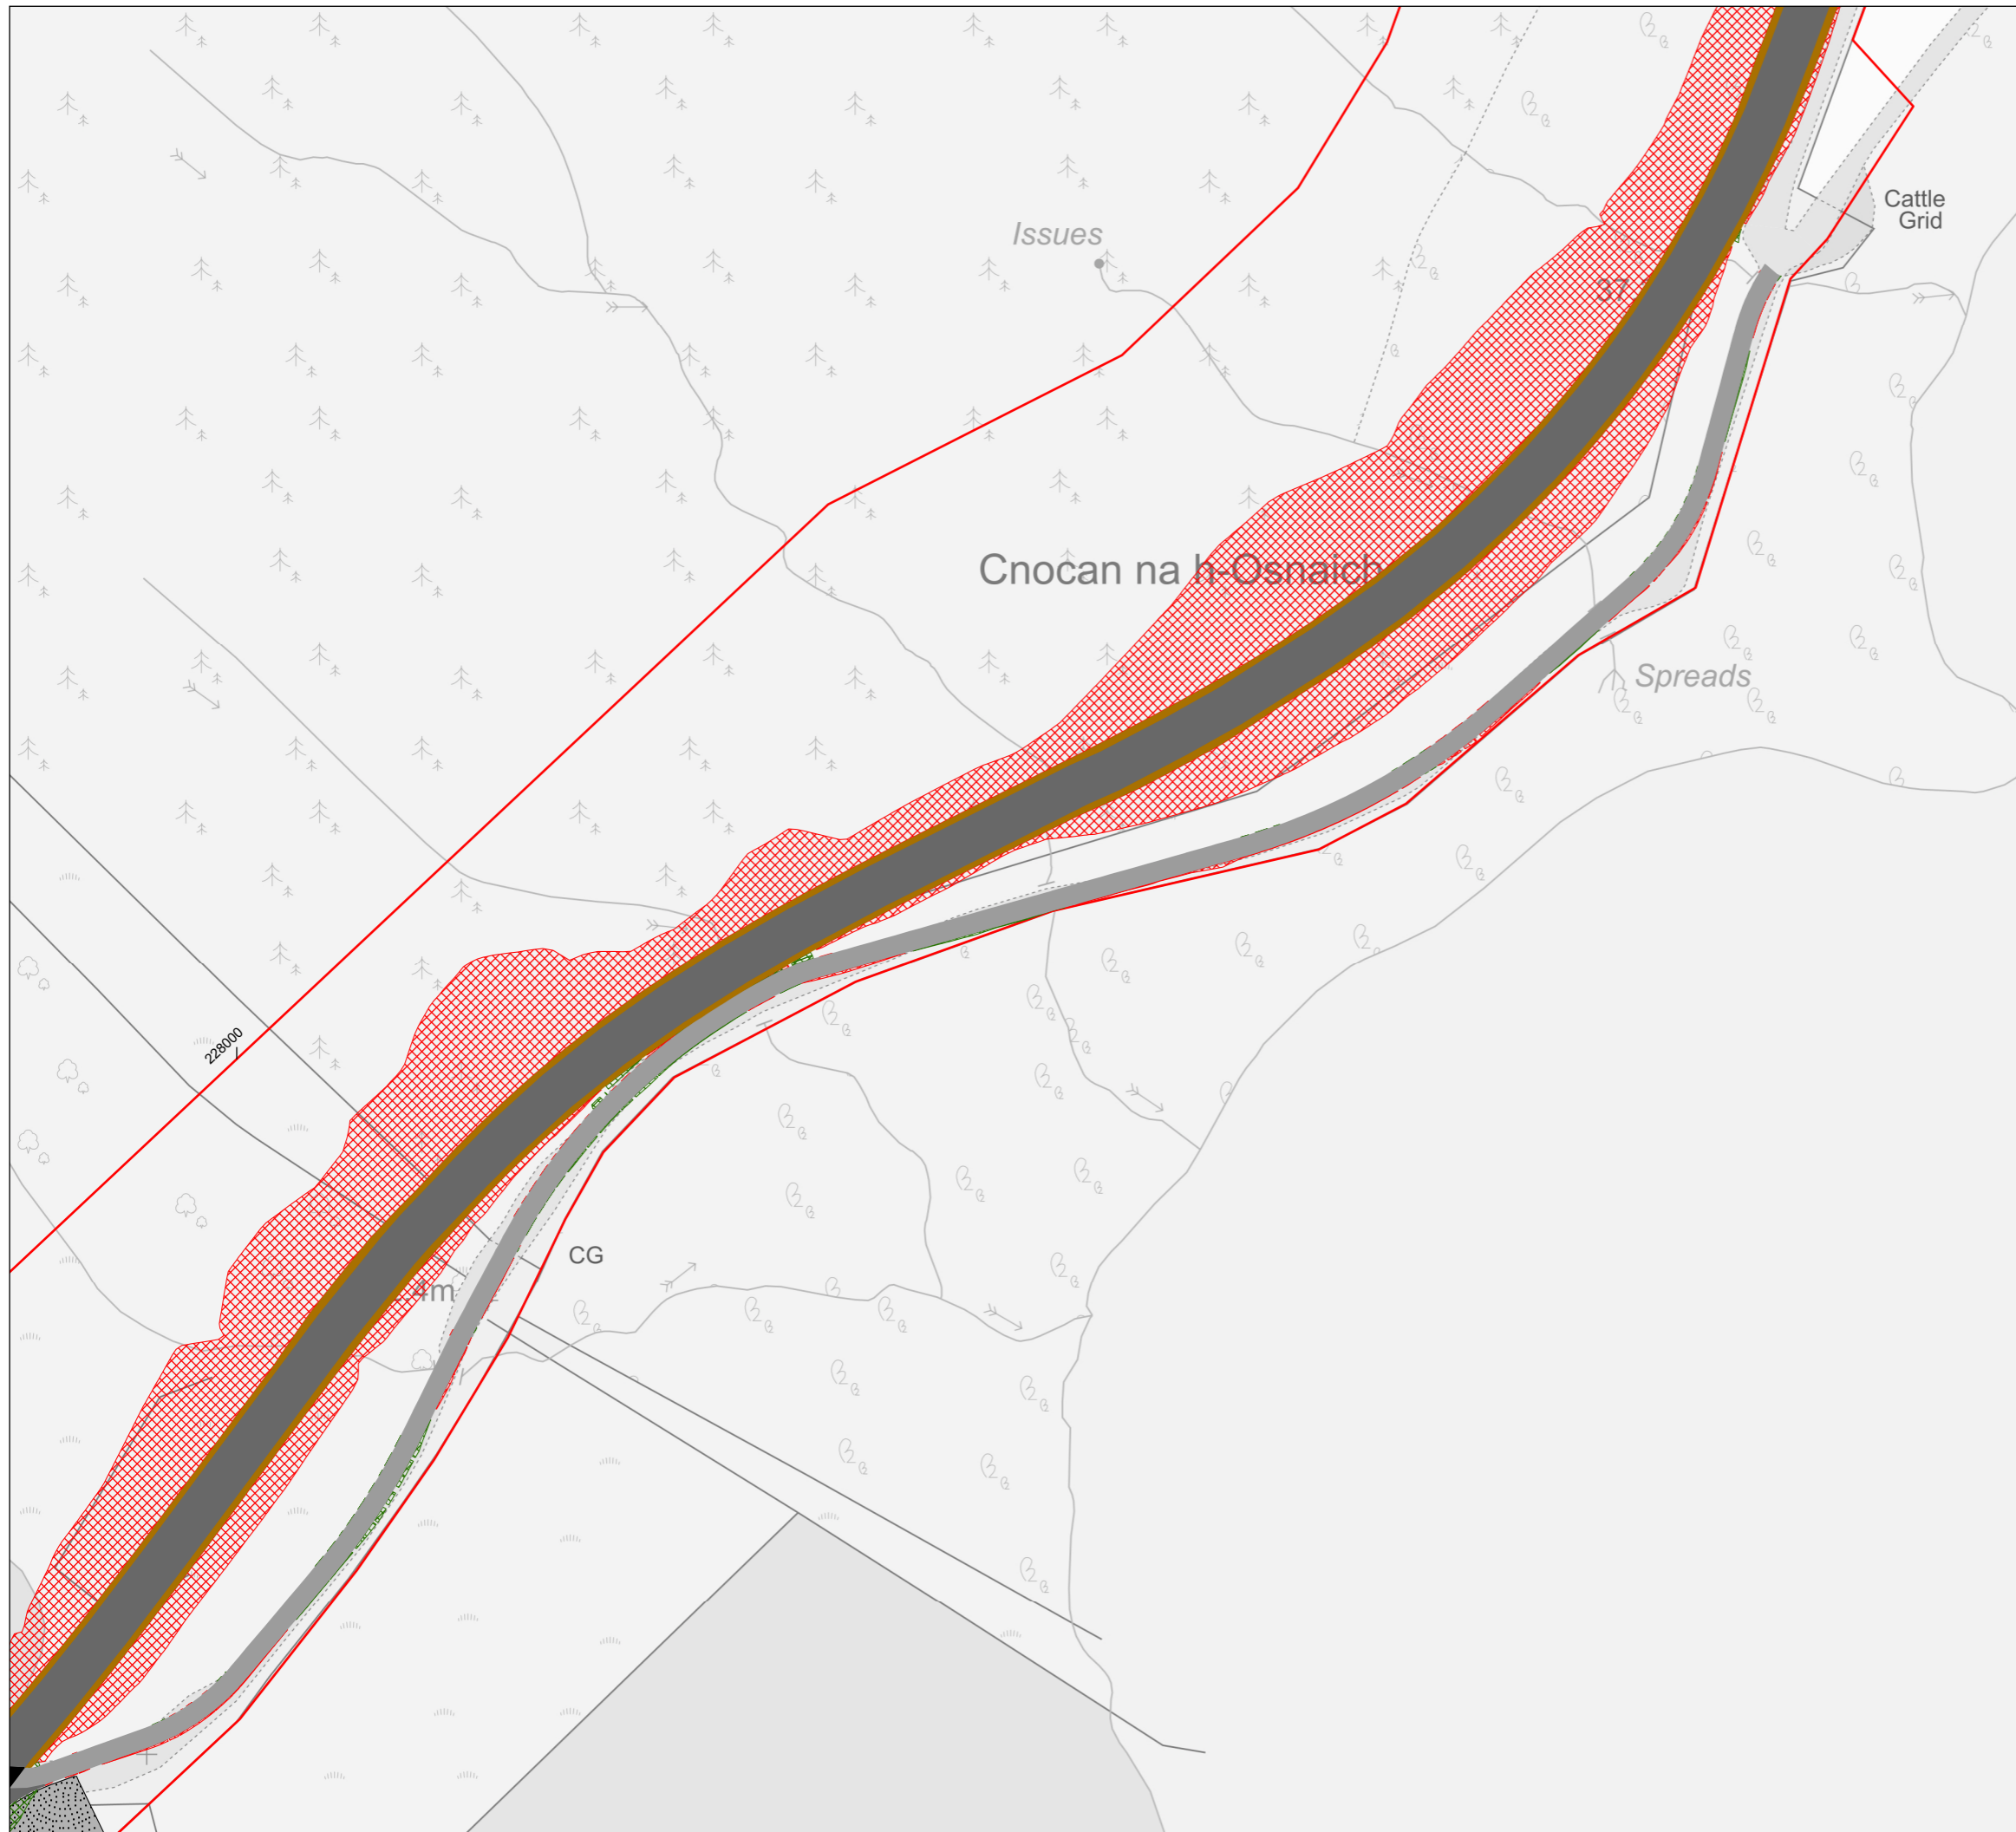 Cattle
Grid
Issues
37
Cnocan na h-Osnaich
Spreads
228000
CG
4m